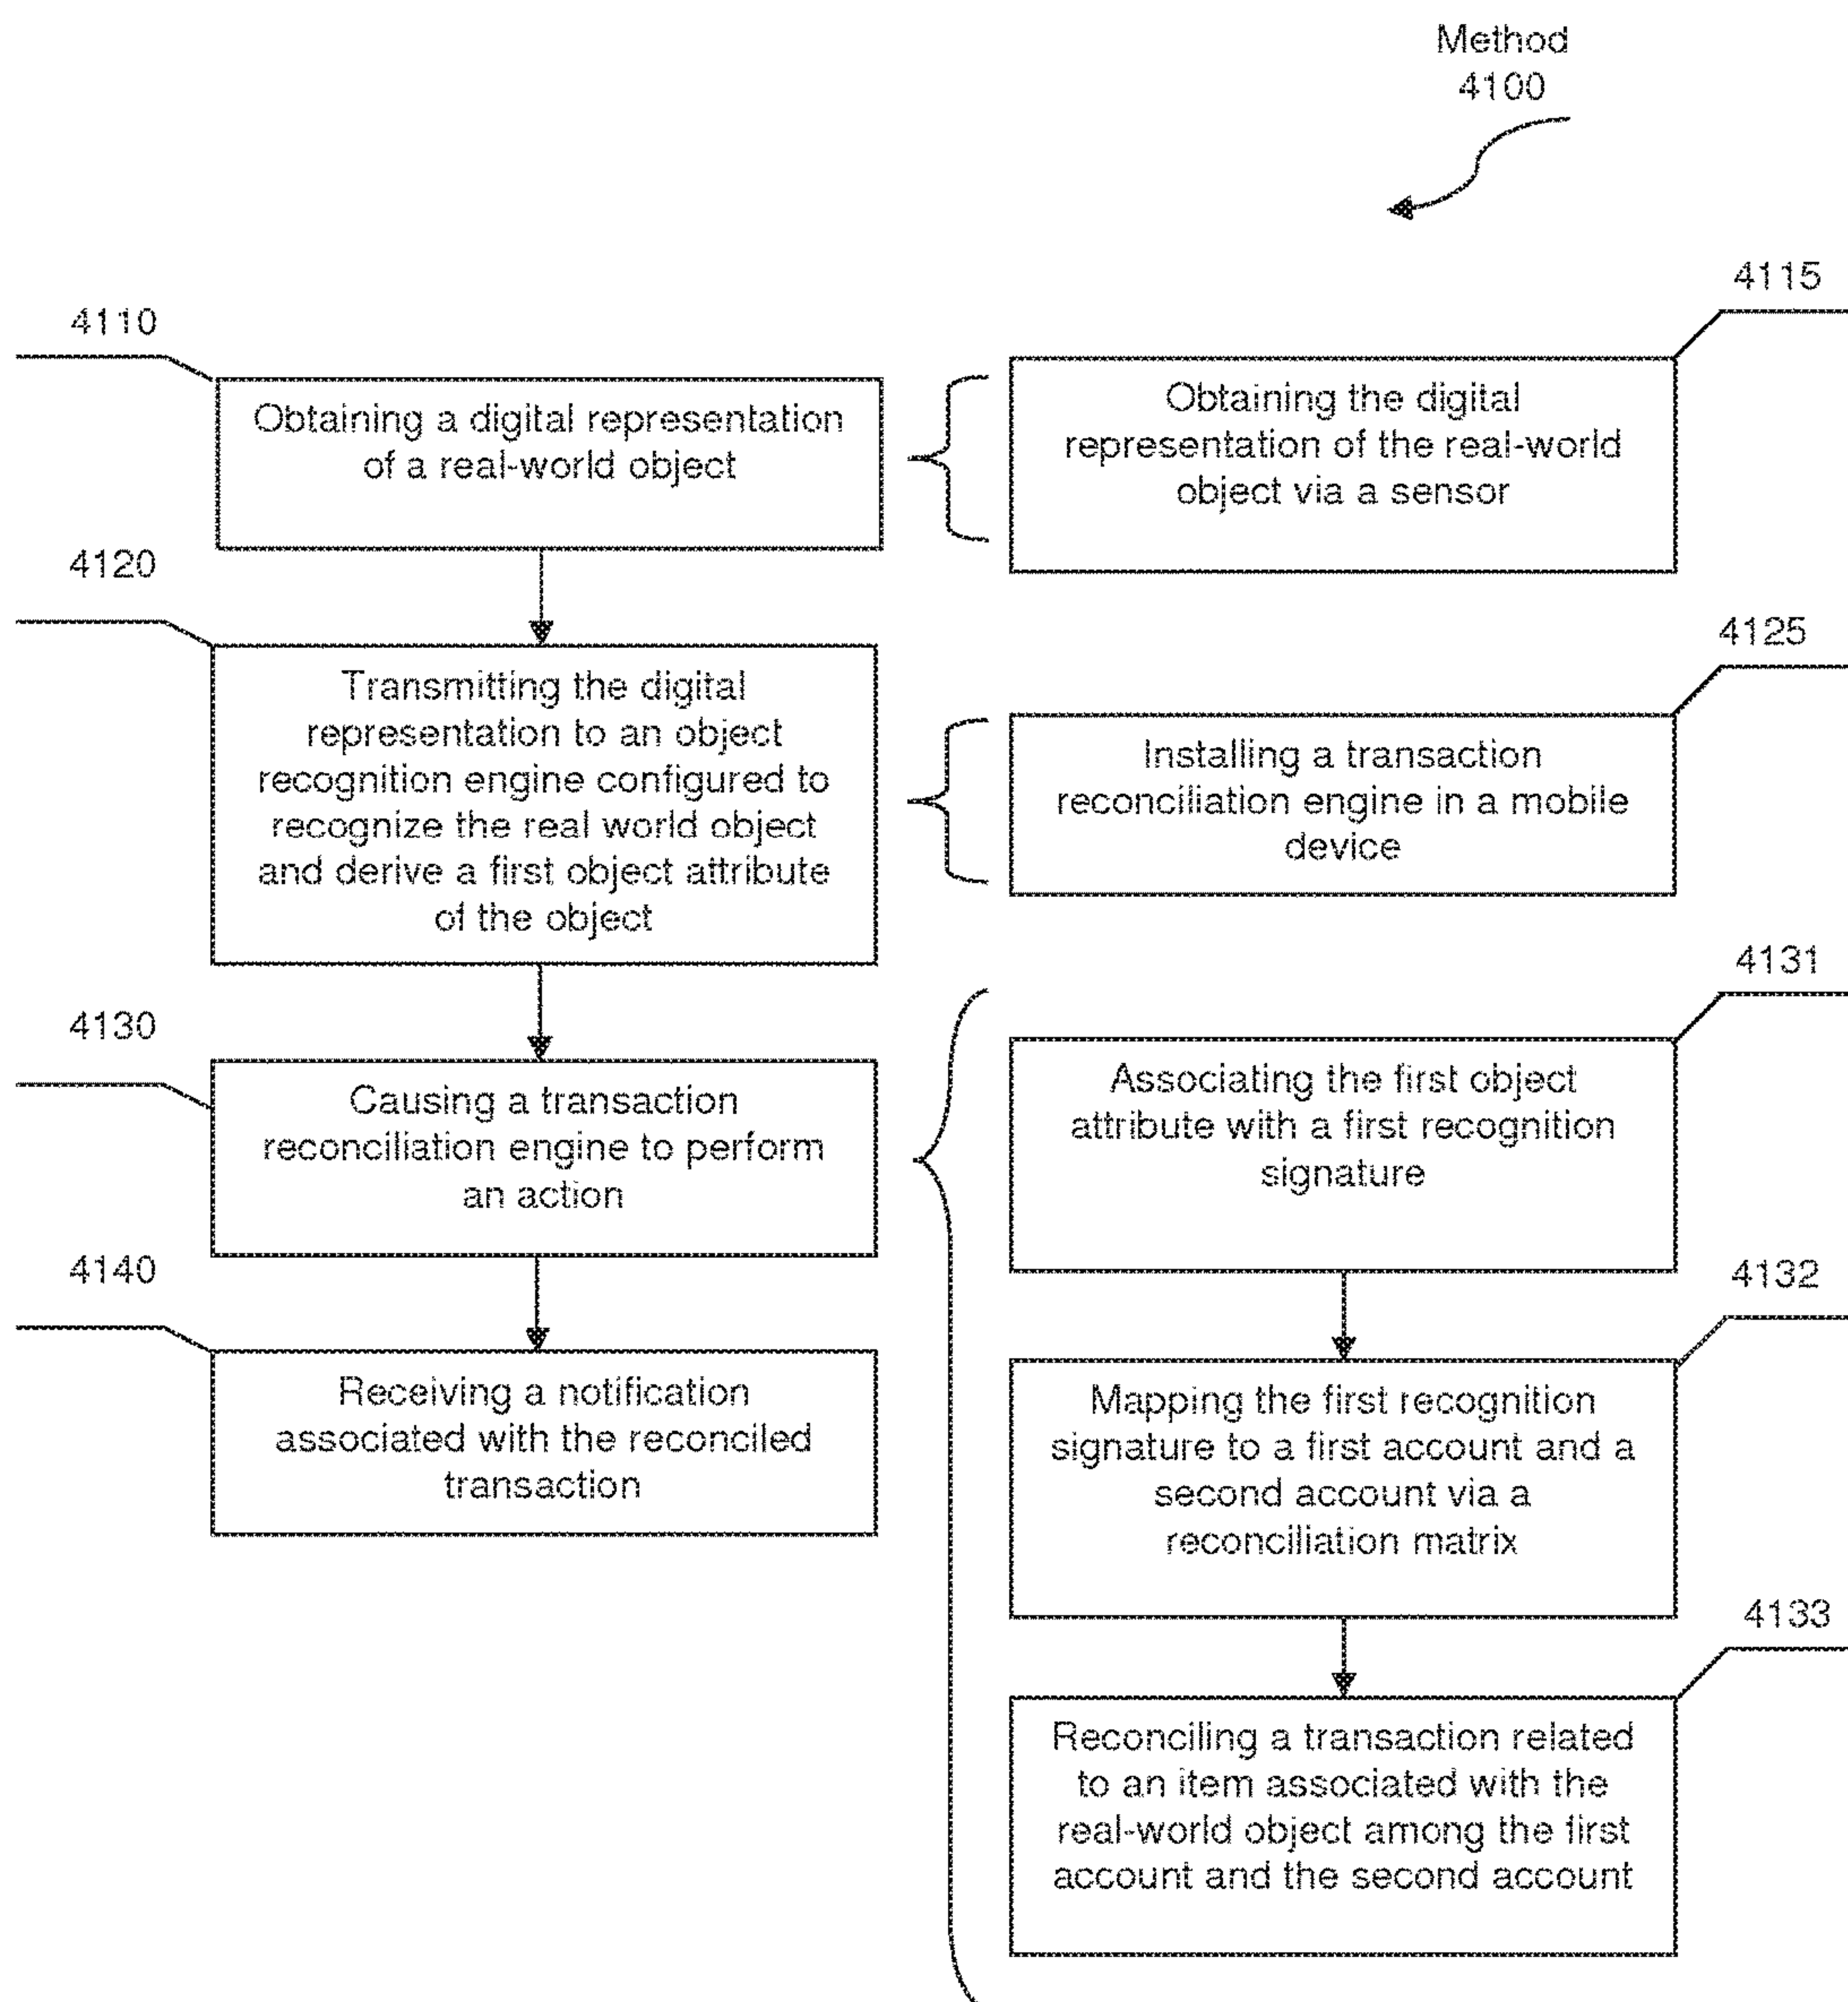 Method
4100
4110
Obtaining a digital representation
of a real-world object
4115
Obtaining the digital
representation of the real-world
object via a sensor
4120
Transmitting the digital
representation to an object
recognition engine configured to
recognize the real world object
and derive a first object attribute
of the object
4125
Installing a transaction
reconciliation engine in a mobile
device
4130
Causing a transaction
reconciliation engine to perform
an action
4131
Associating the first object
attribute with a first recognition
signature
4132
Mapping the first recognition
signature to a first account and a
second account via a
reconciliation matrix
4133
Reconciling a transaction related
to an item associated with the
real-world object among the first
account and the second account
4140
Receiving a notification
associated with the reconciled
transaction